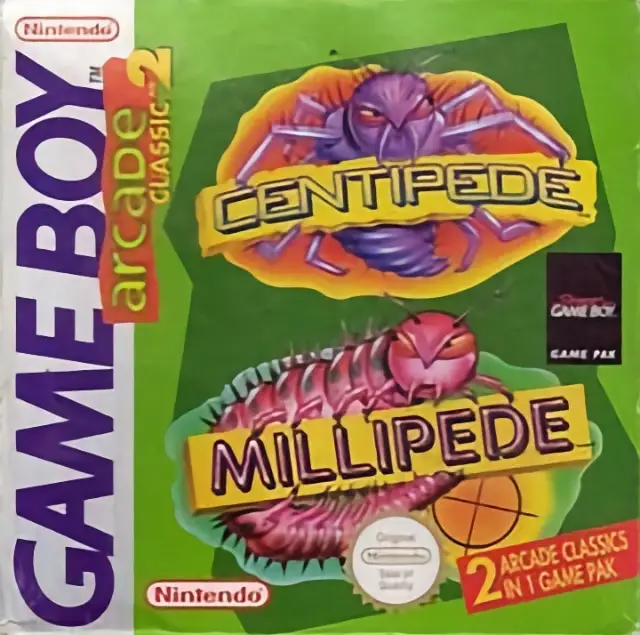 Nintendo
GAME BOY
TM
arcade
CLASSIC
2
CENTIPEDE
GAME BOY
GAME PAK
MILLIPEDE
Original
Nintendo
Seal of
Quality
2 ARCADE CLASSICS
IN 1 GAME PAK
Nintendo